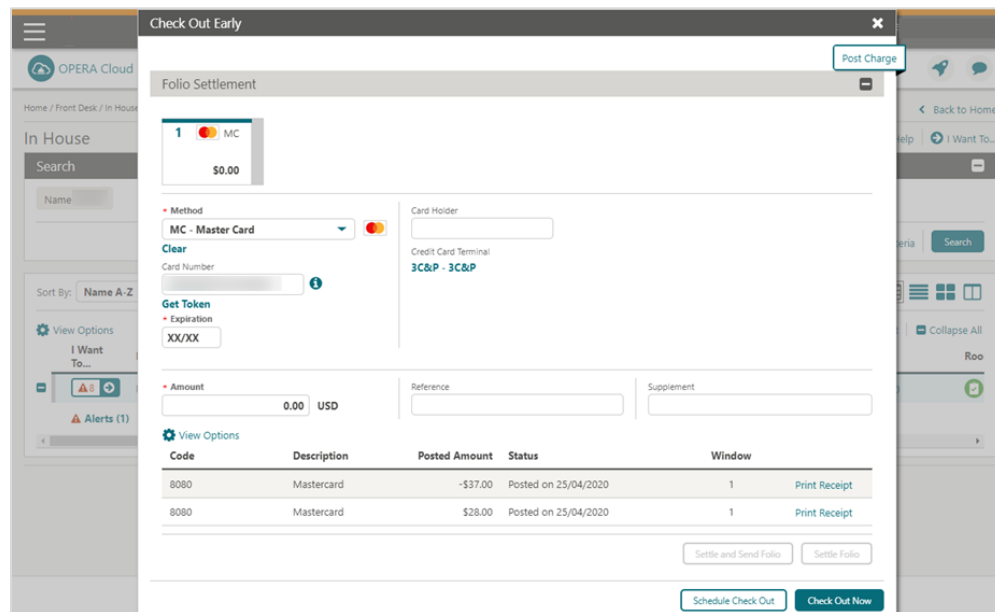 Check Out Early
Post Charge
OPERA Cloud
Home / Front Desk / In House
Back to Home
In House
Help
I Want To...
Search
Name
Search
Sort By: Name A-Z
View Options
Collapse All
I Want To...
Roo
8
Alerts (1)
Folio Settlement
1 MC
$0.00
* Method
MC - Master Card
Clear
Card Number
Get Token
* Expiration
XX/XX
Card Holder
Credit Card Terminal
3C&P - 3C&P
* Amount
0.00 USD
Reference
Supplement
View Options
Code Description Posted Amount Status Window
8080 Mastercard -$37.00 Posted on 25/04/2020 1 Print Receipt
8080 Mastercard $28.00 Posted on 25/04/2020 1 Print Receipt
Settle and Send Folio Settle Folio
Schedule Check Out Check Out Now